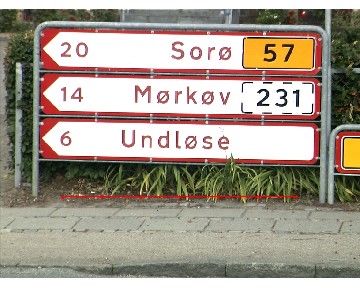 20 Sorø 57
14 Mørkøv 231
6 Undløse